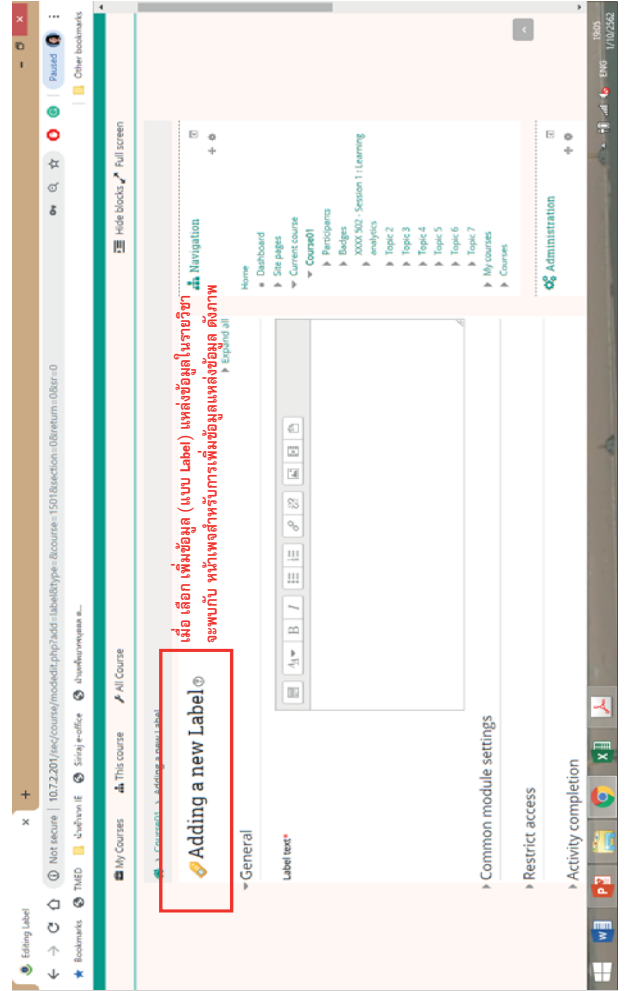 Editing Label
Not secure | 10.7.2.201/sec/course/modedit.php?add=label&type=&course=1501&section=0&return=0&sr=0
Paused
Bookmarks
TMED
Siriraj e-office
Other bookmarks
My Courses
This course
All Course
Hide blocks
Full screen
Course01 > Adding a new Label
Adding a new Label
เมื่อ เลือก เพิ่มข้อมูล (แบบ Label) แหล่งข้อมูลในรายวิชา
จะพบกับ หน้าเพจสำหรับการเพิ่มข้อมูลแหล่งข้อมูล ดังภาพ
Expand all
General
Label text*
Common module settings
Restrict access
Activity completion
Navigation
Home
Dashboard
Site pages
Current course
Course01
Participants
Badges
XXXX 502 - Session 1 : Learning
analytics
Topic 2
Topic 3
Topic 4
Topic 5
Topic 6
Topic 7
My courses
Courses
Administration
ENG
19:05
1/10/2562